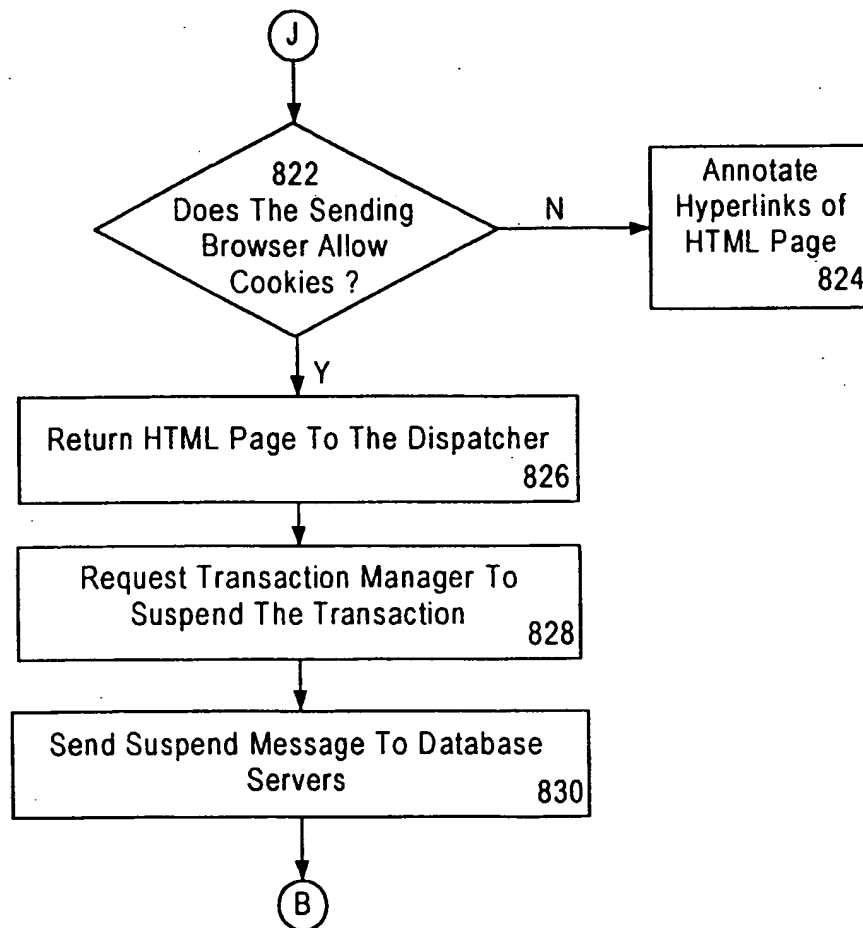 J
822
Does The Sending
Browser Allow
Cookies ?
N
Annotate
Hyperlinks of
HTML Page
824
Y
Return HTML Page To The Dispatcher
826
Request Transaction Manager To
Suspend The Transaction
828
Send Suspend Message To Database
Servers
830
B